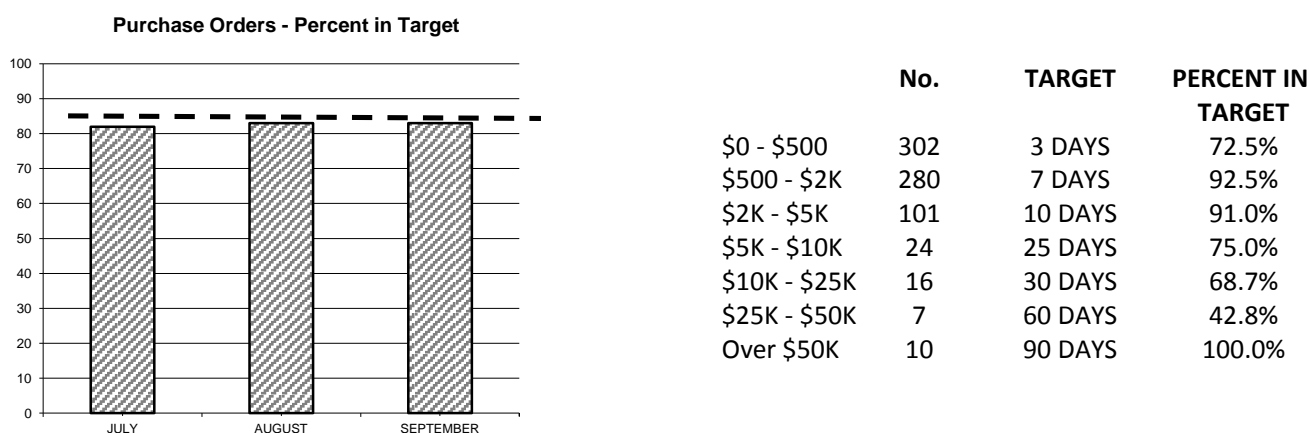 Purchase Orders - Percent in Target
100
90
80
70
60
50
40
30
20
10
0
JULY AUGUST SEPTEMBER
No. TARGET PERCENT IN
TARGET
$0 - $500 302 3 DAYS 72.5%
$500 - $2K 280 7 DAYS 92.5%
$2K - $5K 101 10 DAYS 91.0%
$5K - $10K 24 25 DAYS 75.0%
$10K - $25K 16 30 DAYS 68.7%
$25K - $50K 7 60 DAYS 42.8%
Over $50K 10 90 DAYS 100.0%